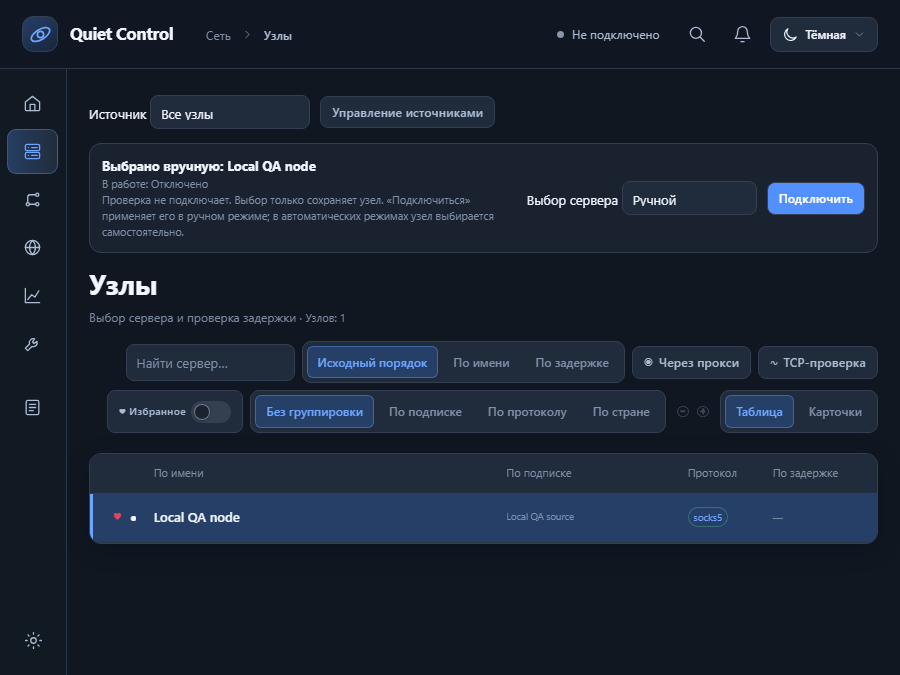 Quiet Control
Сеть
Узлы
Не подключено
Тёмная
Источник
Все узлы
Управление источниками
Выбрано вручную: Local QA node
В работе: Отключено
Проверка не подключает. Выбор только сохраняет узел. «Подключиться»
применяет его в ручном режиме; в автоматических режимах узел выбирается
самостоятельно.
Выбор сервера
Ручной
Подключить
Узлы
Выбор сервера и проверка задержки · Узлов: 1
Найти сервер...
Исходный порядок
По имени
По задержке
Через прокси
~ TCP-проверка
Избранное
Без группировки
По подписке
По протоколу
По стране
Таблица
Карточки
По имени
По подписке
Протокол
По задержке
Local QA node
Local QA source
socks5
—